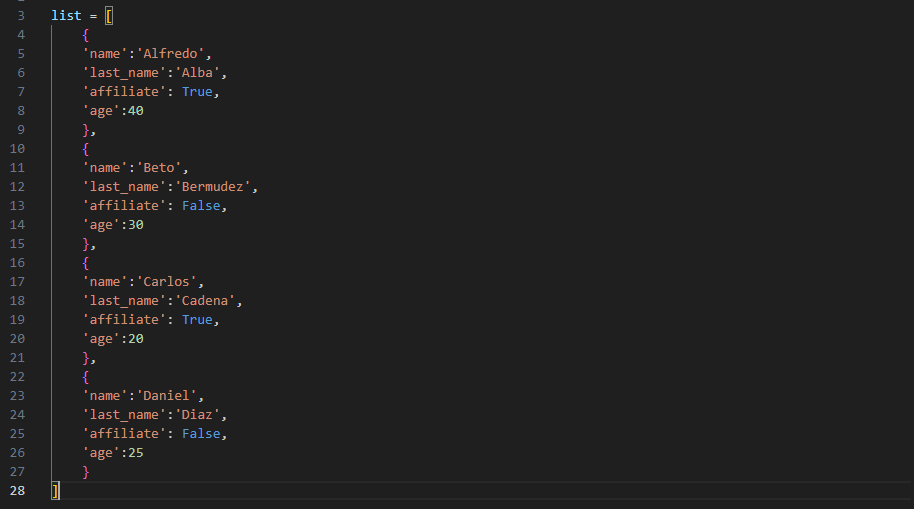 3 list = [
4     {
5     'name':'Alfredo',
6     'last_name':'Alba',
7     'affiliate': True,
8     'age':40
9     },
10     {
11     'name':'Beto',
12     'last_name':'Bermudez',
13     'affiliate': False,
14     'age':30
15     },
16     {
17     'name':'Carlos',
18     'last_name':'Cadena',
19     'affiliate': True,
20     'age':20
21     },
22     {
23     'name':'Daniel',
24     'last_name':'Diaz',
25     'affiliate': False,
26     'age':25
27     }
28 ]